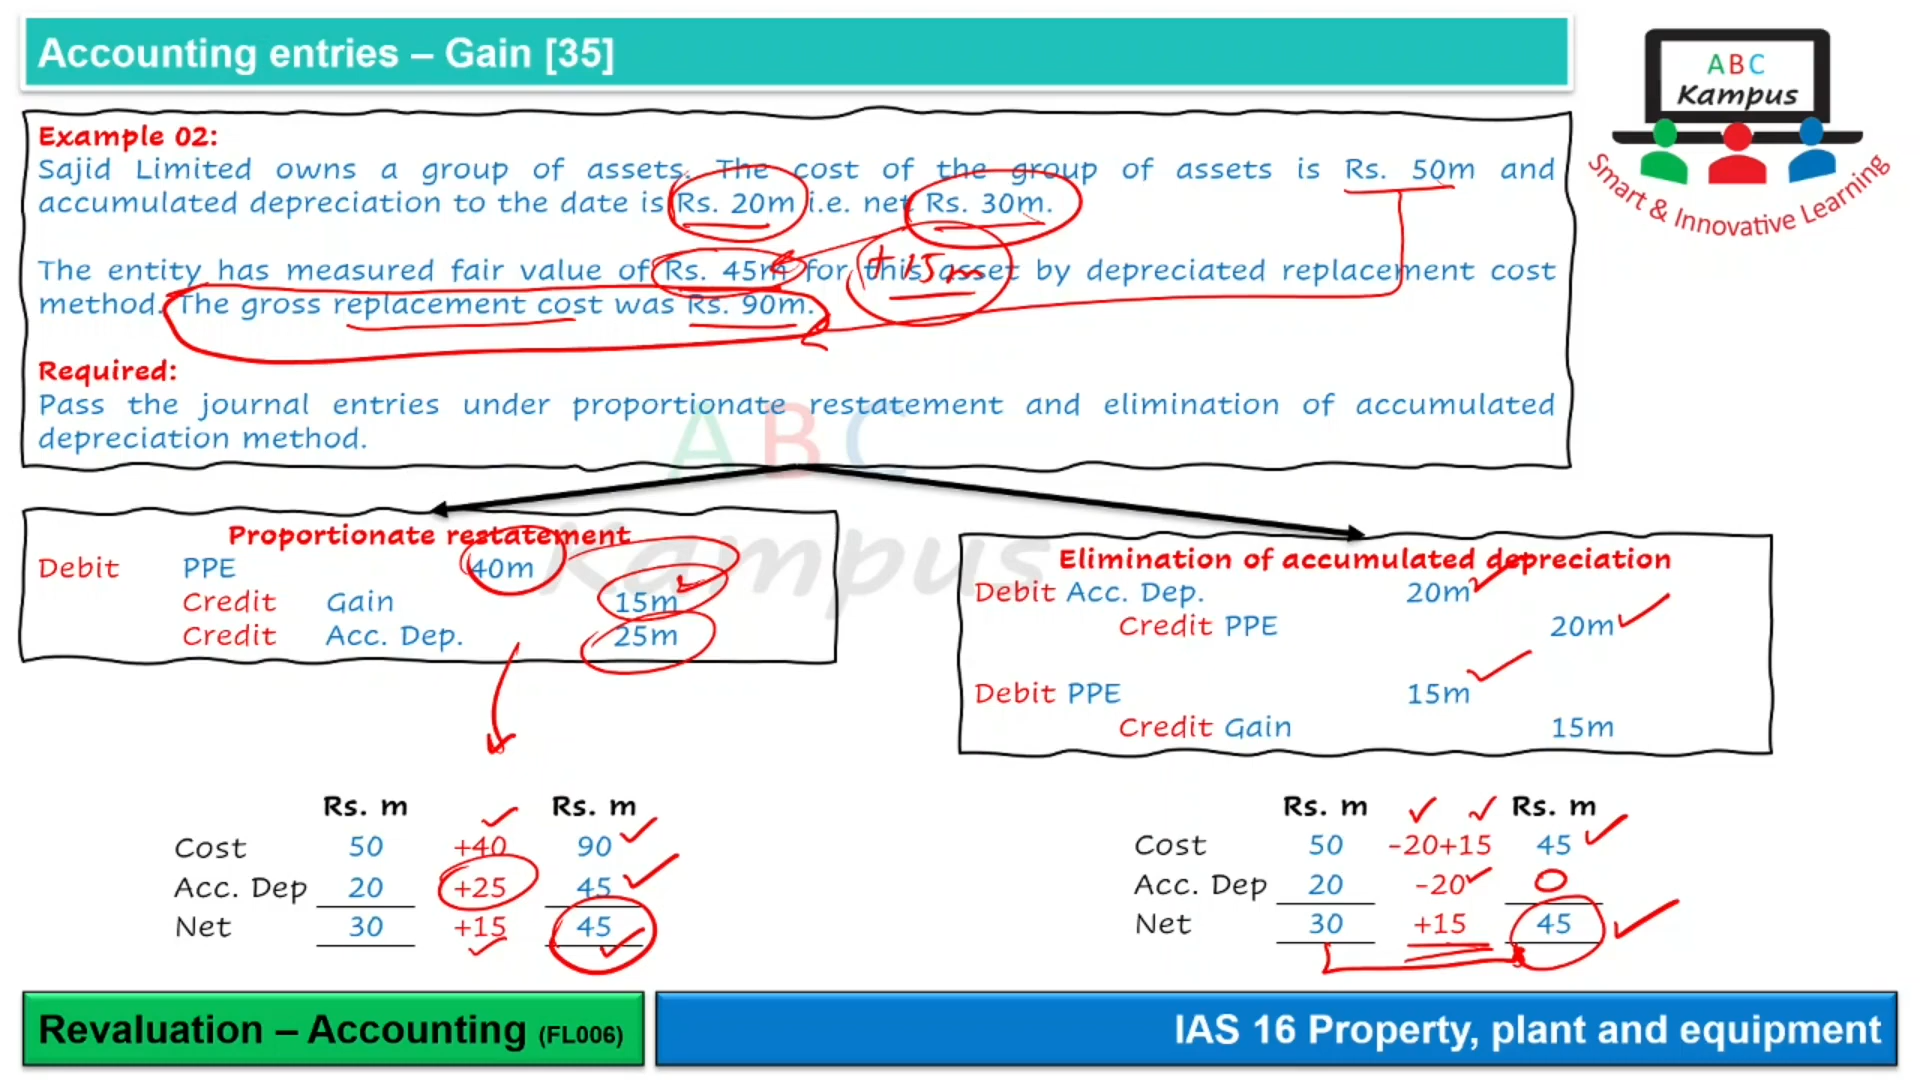 Accounting entries – Gain [35]
ABC
Kampus
Smart & Innovative Learning
Example 02:
Sajid Limited owns a group of assets. The cost of the group of assets is Rs. 50m and
accumulated depreciation to the date is Rs. 20m i.e. net Rs. 30m.
+15m
The entity has measured fair value of Rs. 45m for this asset by depreciated replacement cost
method. The gross replacement cost was Rs. 90m.
Required:
Pass the journal entries under proportionate restatement and elimination of accumulated
depreciation method.
ABC
Kampus
Proportionate restatement
Debit PPE 40m
Credit Gain 15m
Credit Acc. Dep. 25m
Elimination of accumulated depreciation
Debit Acc. Dep. 20m
Credit PPE 20m
Debit PPE 15m
Credit Gain 15m
Rs. m Rs. m
Cost 50 +40 90
Acc. Dep 20 +25 45
Net 30 +15 45
Rs. m Rs. m
Cost 50 -20+15 45
Acc. Dep 20 -20 0
Net 30 +15 45
Revaluation – Accounting (FL006)
IAS 16 Property, plant and equipment